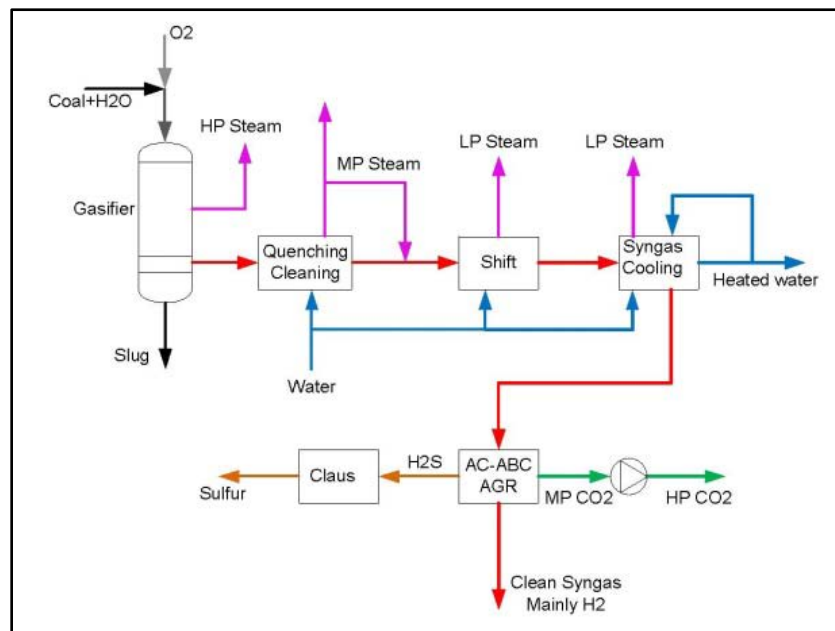 O2
Coal+H2O
HP Steam
MP Steam
LP Steam
LP Steam
Gasifier
Quenching
Cleaning
Shift
Syngas
Cooling
Heated water
Slug
Water
Claus
H2S
AC-ABC
AGR
Sulfur
MP CO2
HP CO2
Clean Syngas
Mainly H2